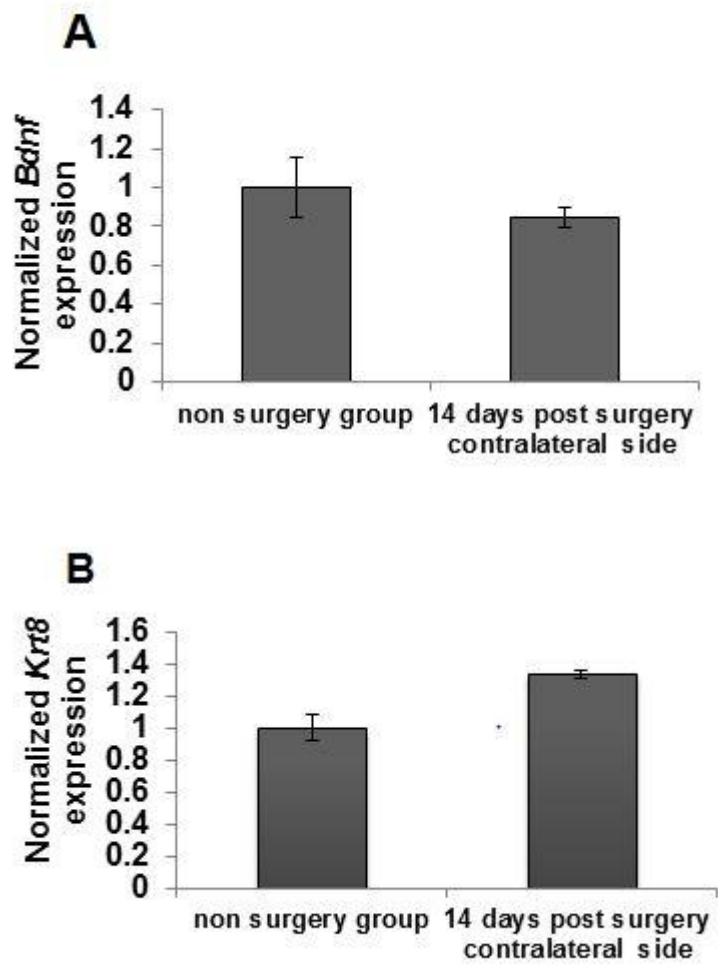 A
Normalized Bdnf
expression
1.4
1.2
1
0.8
0.6
0.4
0.2
0
non surgery group
14 days post surgery
contralateral side
B
Normalized Krt8
expression
1.6
1.4
1.2
1
0.8
0.6
0.4
0.2
0
non surgery group
14 days post surgery
contralateral side